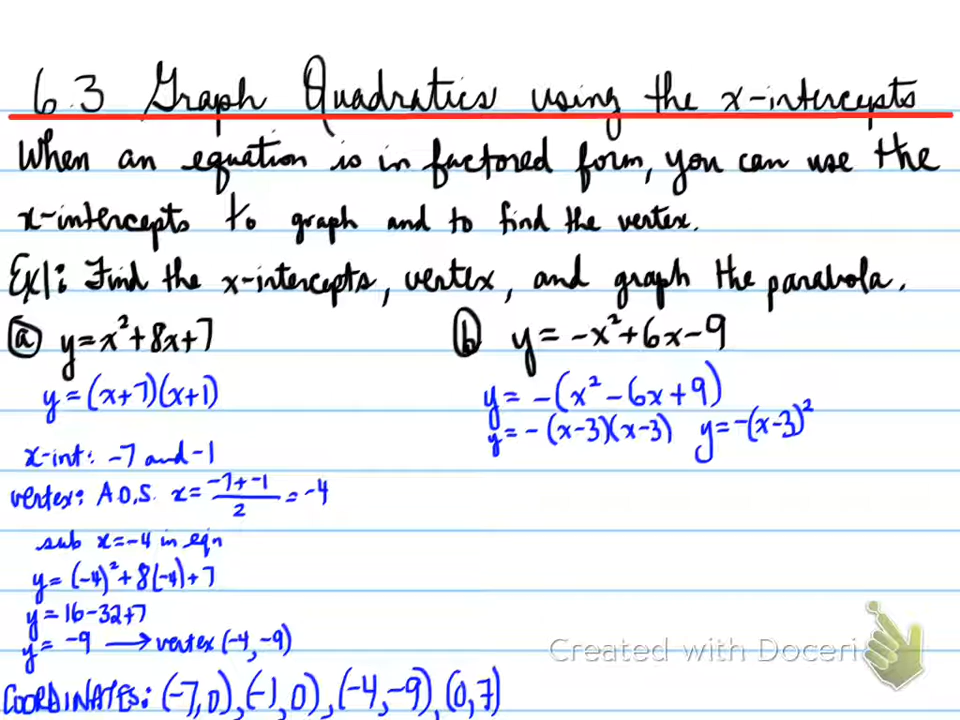 6.3 Graph Quadratics using the x-intercepts
When an equation is in factored form, you can use the
x-intercepts to graph and to find the vertex.
Ex1: Find the x-intercepts, vertex, and graph the parabola.
(a) y=x²+8x+7
y=(x+7)(x+1)
x-int: -7 and -1
vertex: A.O.S. x= (-7+-1)/2 = -4
sub x=-4 in eqn
y=(-4)²+8(-4)+7
y=16-32+7
y= -9 → vertex (-4,-9)
COORDINATES: (-7,0), (-1,0), (-4,-9), (0,7)
(b) y= -x²+6x-9
y= -(x²-6x+9)
y= -(x-3)(x-3) y=-(x-3)²
Created with Doceri